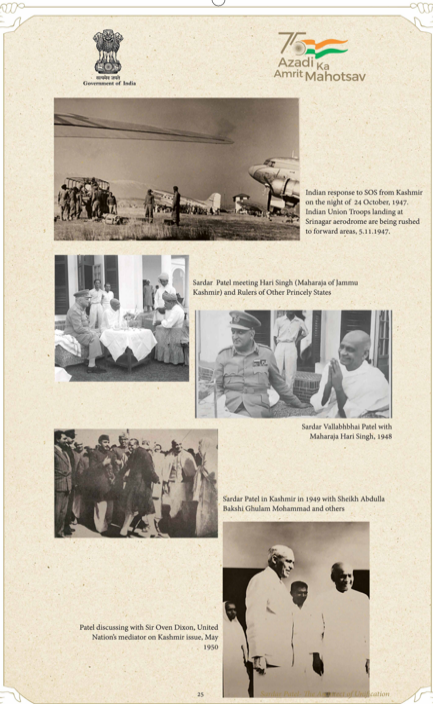 75
Azadi Ka
Amrit Mahotsav
सत्यमेव जयते
Government of India
Indian response to SOS from Kashmir
on the night of 24 October, 1947.
Indian Union Troops landing at
Srinagar aerodrome are being rushed
to forward areas, 5.11.1947.
Sardar Patel meeting Hari Singh (Maharaja of Jammu
Kashmir) and Rulers of Other Princely States
Sardar Vallabhbhai Patel with
Maharaja Hari Singh, 1948
Sardar Patel in Kashmir in 1949 with Sheikh Abdulla
Bakshi Ghulam Mohammad and others
Patel discussing with Sir Oven Dixon, United
Nation's mediator on Kashmir issue, May
1950
25
Unification